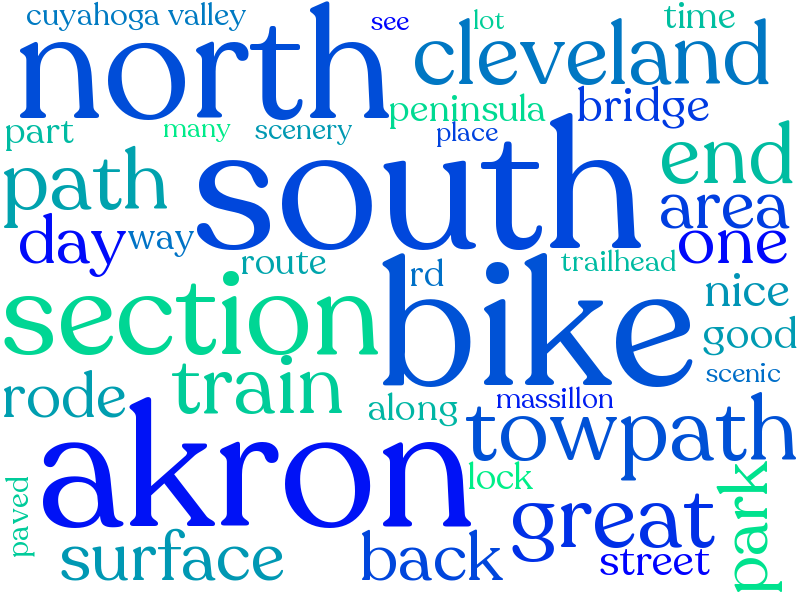 cuyahoga valley
see
lot
time
north
cleveland
peninsula
bridge
part
many
scenery
place
south
end
path
area
day
way
one
route
rd
trailhead
section
bike
nice
good
scenic
rode
train
along
massillon
towpath
akron
lock
park
paved
great
surface
back
street